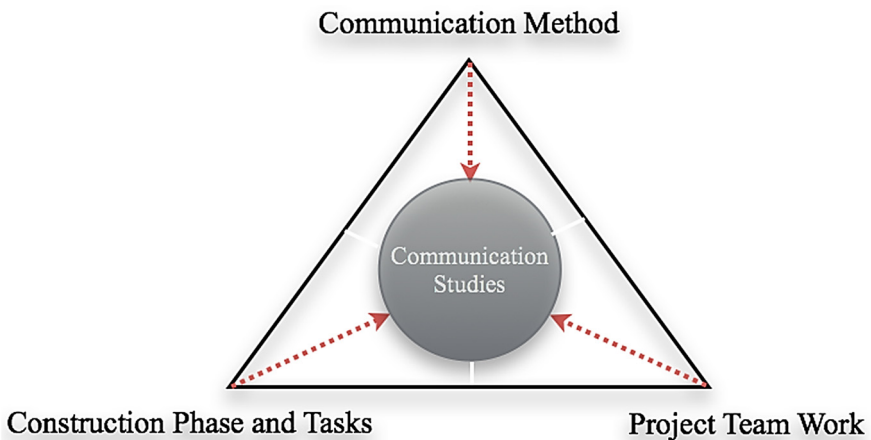 Communication Method
Communication
Studies
Construction Phase and Tasks
Project Team Work